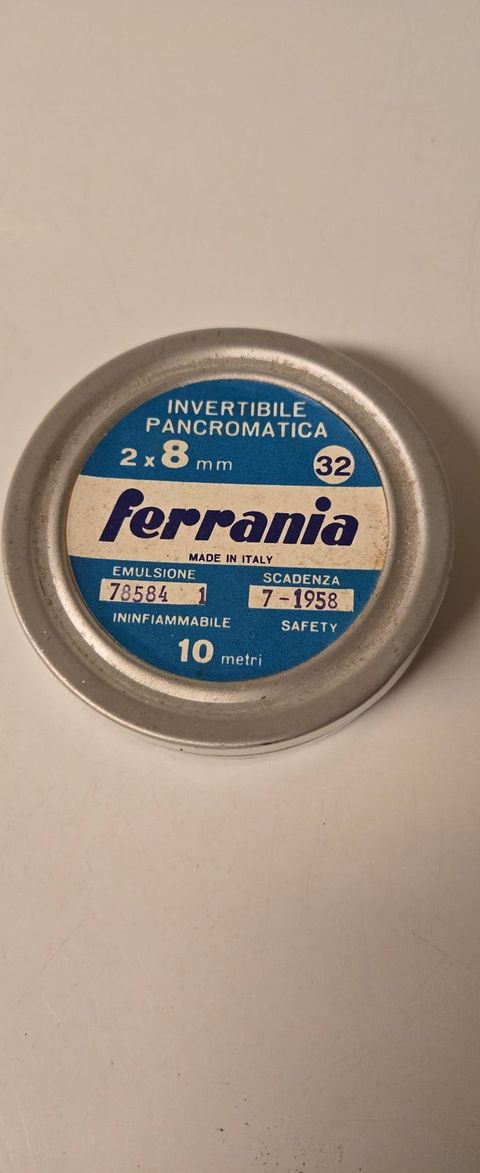 INVERTIBILE
PANCROMATICA
2 x 8 mm 32
ferrania
MADE IN ITALY
EMULSIONE SCADENZA
78584 1 7-1958
ININFIAMMABILE SAFETY
10 metri